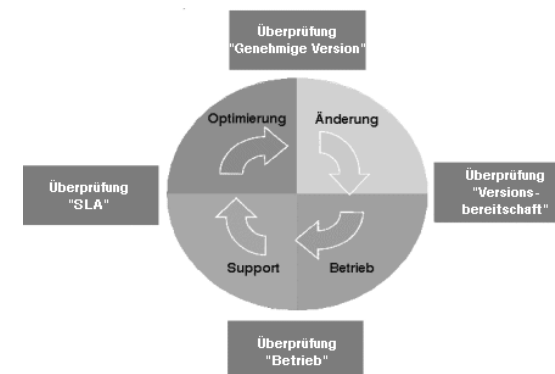 Überprüfung
"Genehmige Version"
Optimierung
Änderung
Überprüfung
"SLA"
Überprüfung
"Versions-
bereitschaft"
Support
Betrieb
Überprüfung
"Betrieb"